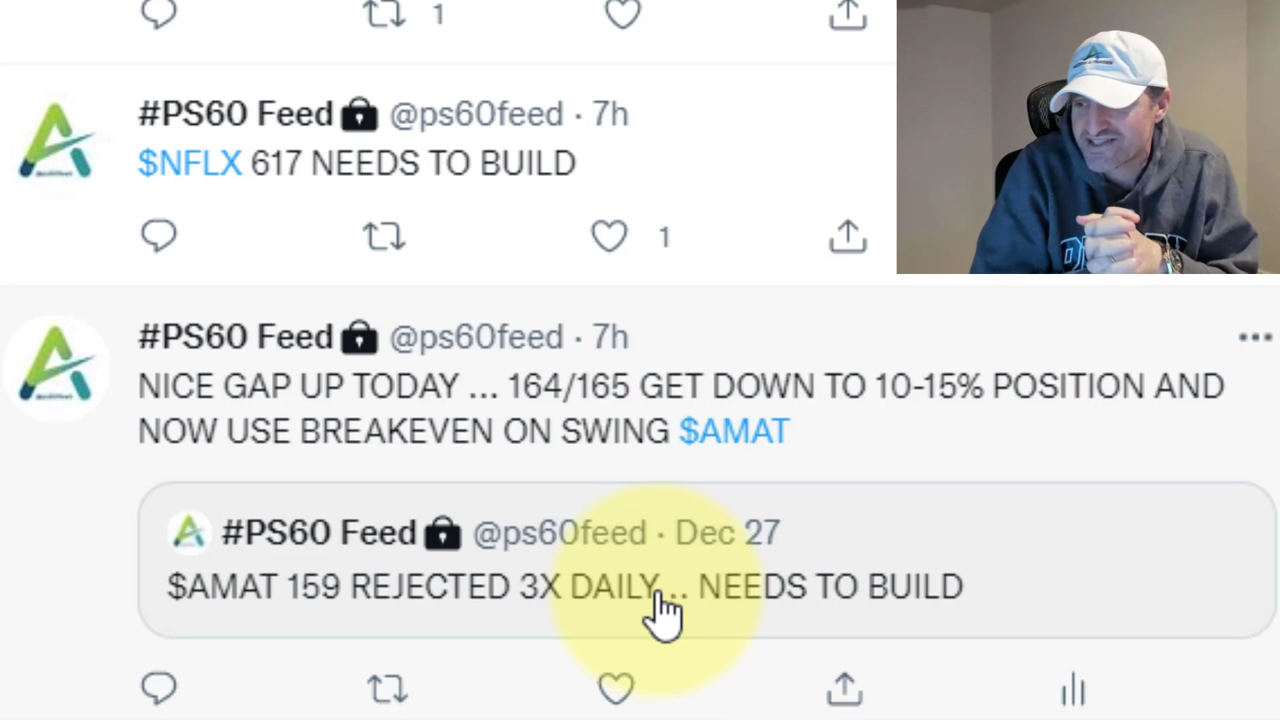 1
#PS60 Feed @ps60feed · 7h
$NFLX 617 NEEDS TO BUILD
1
#PS60 Feed @ps60feed · 7h
NICE GAP UP TODAY ... 164/165 GET DOWN TO 10-15% POSITION AND
NOW USE BREAKEVEN ON SWING $AMAT
#PS60 Feed @ps60feed · Dec 27
$AMAT 159 REJECTED 3X DAILY... NEEDS TO BUILD